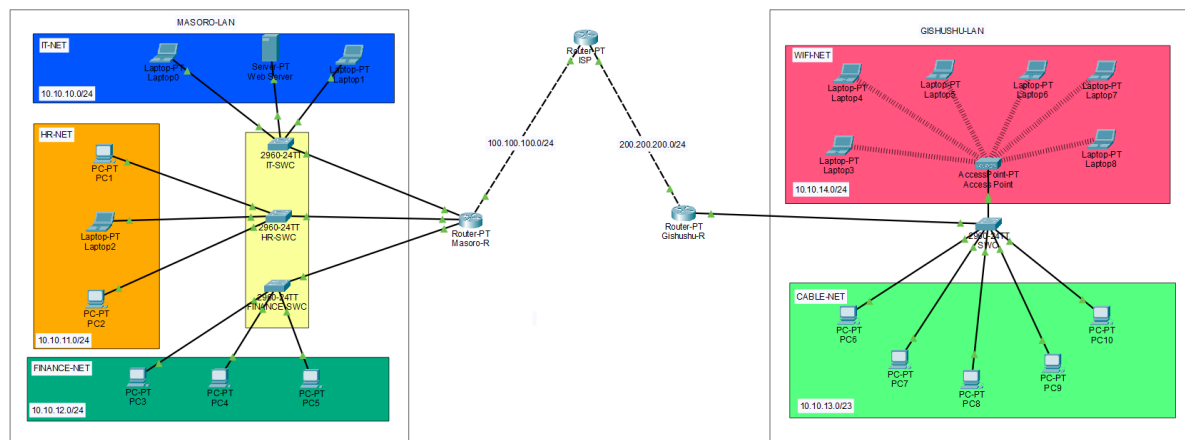 MASORO-LAN
IT-NET
Laptop-PT
Laptop0
Server-PT
Web Server
Laptop-PT
Laptop1
10.10.10.0/24
2960-24TT
IT-SWC
HR-NET
PC-PT
PC1
Laptop-PT
Laptop2
PC-PT
PC2
10.10.11.0/24
2960-24TT
HR-SWC
2960-24TT
FINANCE-SWC
FINANCE-NET
PC-PT
PC3
PC-PT
PC4
PC-PT
PC5
10.10.12.0/24
Router-PT
Masoro-R
100.100.100.0/24
Router-PT
ISP
200.200.200.0/24
Router-PT
Gishushu-R
GISHUSHU-LAN
WIFI-NET
Laptop-PT
Laptop4
Laptop-PT
Laptop5
Laptop-PT
Laptop6
Laptop-PT
Laptop7
Laptop-PT
Laptop3
AccessPoint-PT
Access Point
Laptop-PT
Laptop8
10.10.14.0/24
2960-24TT
SWC
CABLE-NET
PC-PT
PC6
PC-PT
PC7
PC-PT
PC8
PC-PT
PC9
PC-PT
PC10
10.10.13.0/23